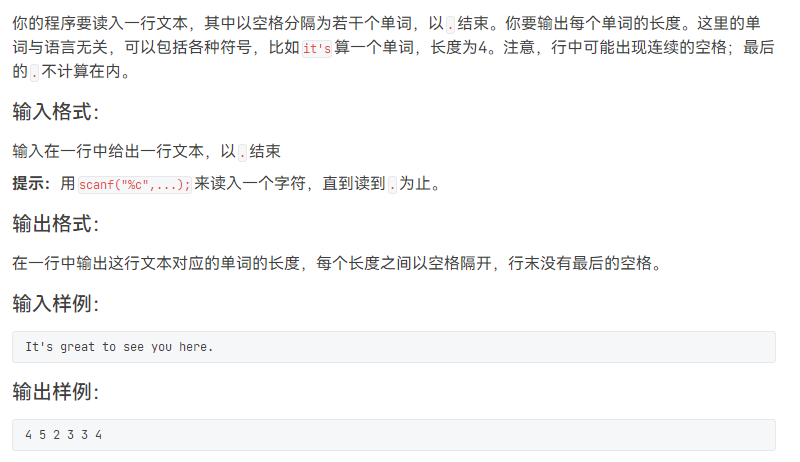 你的程序要读入一行文本，其中以空格分隔为若干个单词，以.结束。你要输出每个单词的长度。这里的单
词与语言无关，可以包括各种符号，比如it's算一个单词，长度为4。注意，行中可能出现连续的空格；最后
的.不计算在内。
输入格式：
输入在一行中给出一行文本，以.结束
提示：用scanf("%c",...);来读入一个字符，直到读到.为止。
输出格式：
在一行中输出这行文本对应的单词的长度，每个长度之间以空格隔开，行末没有最后的空格。
输入样例：
It's great to see you here.
输出样例：
4 5 2 3 3 4